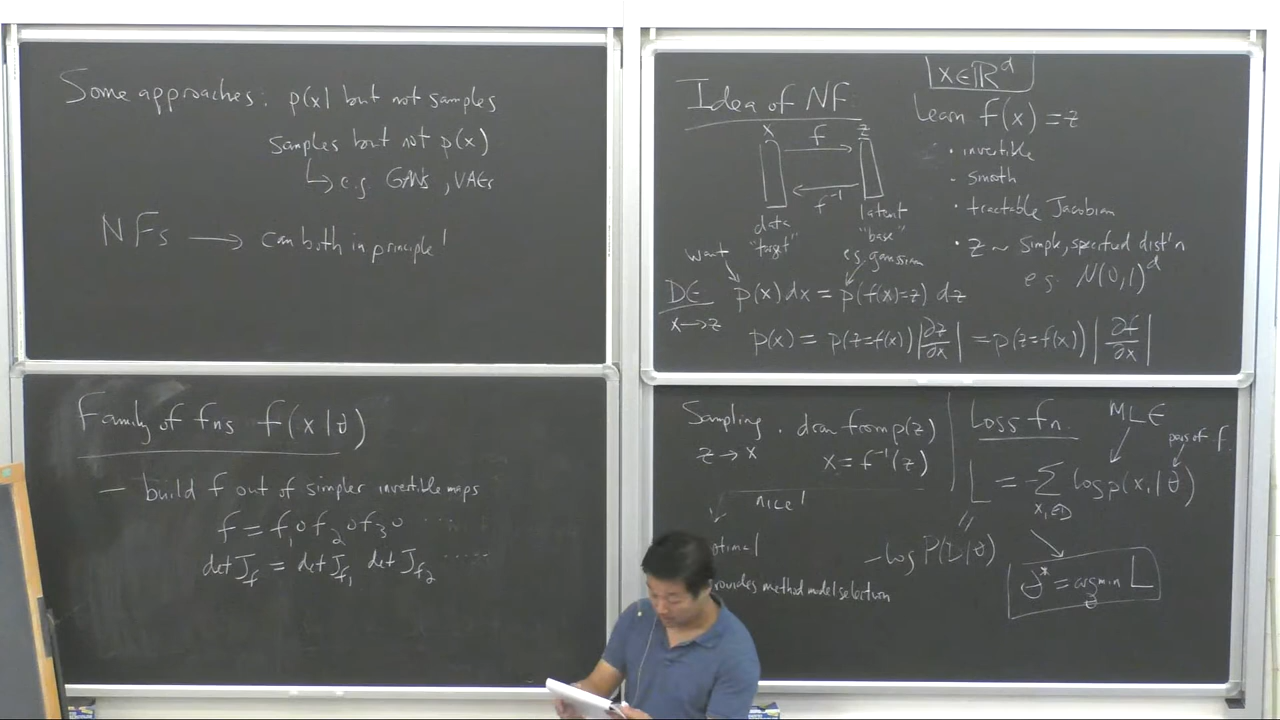 Some approaches: p(x) but not samples
samples but not p(x)
↳ e.g. GANs, VAEs
NFs → can both in principle!
Family of fns f(x|θ)
— build f out of simpler invertible maps
f = f₁ ∘ f₂ ∘ f₃ ∘ ....
det J_f = det J_f₁ det J_f₂ .....
Idea of NF:
x f z
f⁻¹
data latent
"target" "base"
want e.g. gaussian
DE p(x) dx = p(f(x)=z) dz
x → z
p(x) = p(z=f(x)) |∂z/∂x| = p(z=f(x)) |∂f/∂x|
x∈ℝᵈ
Learn f(x) = z
• invertible
• smooth
• tractable Jacobian
• z ~ simple, specified dist'n
e.g. N(0,1)ᵈ
Sampling. draw from p(z)
z → x x = f⁻¹(z)
nice!
provides method model selection
Loss fn. MLE
f
L = -∑ log p(xᵢ|θ)
xᵢ∈D
-log P(D|θ)
θ* = argmin L
θ